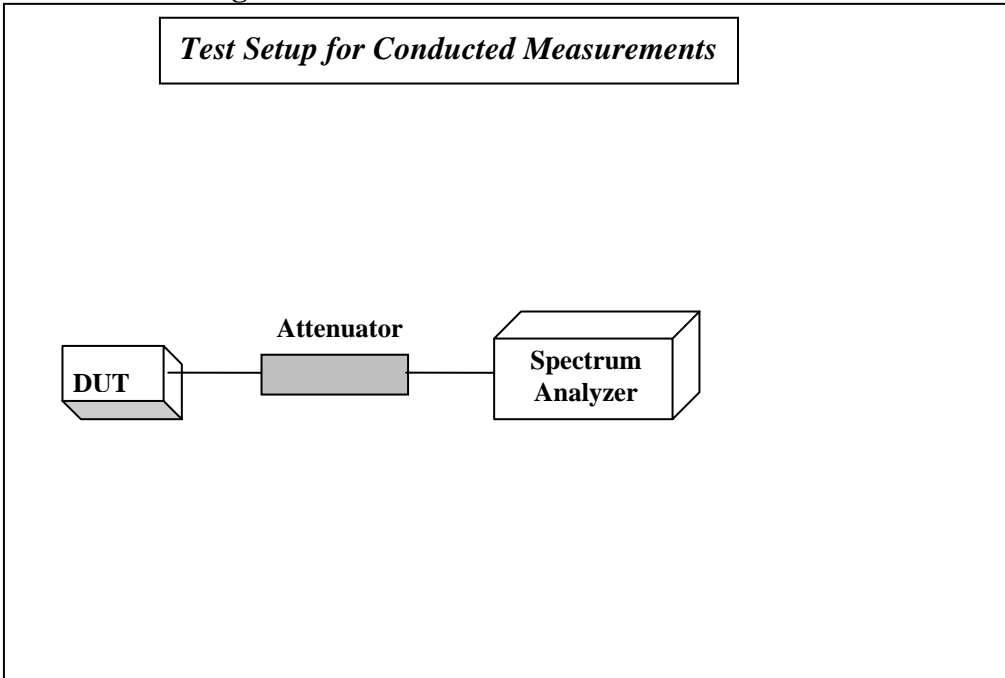 Test Setup for Conducted Measurements
Attenuator
DUT
Spectrum
Analyzer